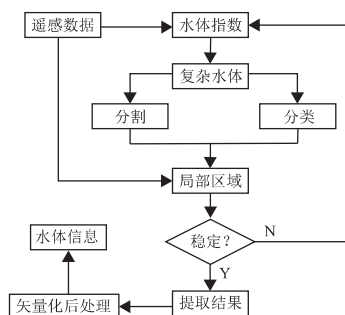 遥感数据
水体指数
复杂水体
分割
分类
局部区域
稳定?
N
水体信息
Y
矢量化后处理
提取结果